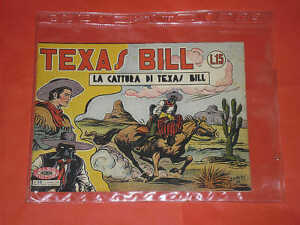 TEXAS BILL
L.15
LA CATTURA DI TEXAS BILL